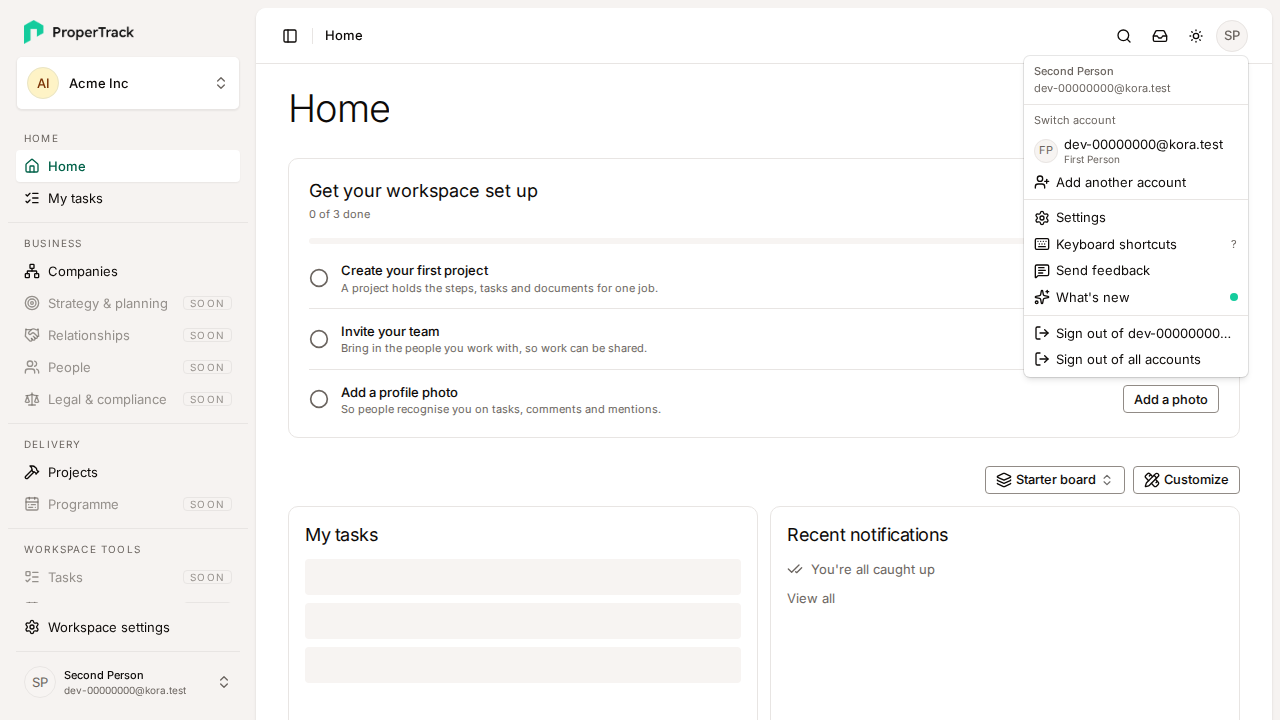 ProperTrack
AI
Acme Inc
HOME
Home
My tasks
BUSINESS
Companies
Strategy & planning SOON
Relationships SOON
People SOON
Legal & compliance SOON
DELIVERY
Projects
Programme SOON
WORKSPACE TOOLS
Tasks SOON
Workspace settings
SP
Second Person
dev-00000000@kora.test
Home
SP
Home
Get your workspace set up
0 of 3 done
Create your first project
A project holds the steps, tasks and documents for one job.
Invite your team
Bring in the people you work with, so work can be shared.
Add a profile photo
So people recognise you on tasks, comments and mentions.
Add a photo
Second Person
dev-00000000@kora.test
Switch account
FP
dev-00000000@kora.test
First Person
Add another account
Settings
Keyboard shortcuts ?
Send feedback
What's new
Sign out of dev-00000000...
Sign out of all accounts
Starter board
Customize
My tasks
Recent notifications
You're all caught up
View all